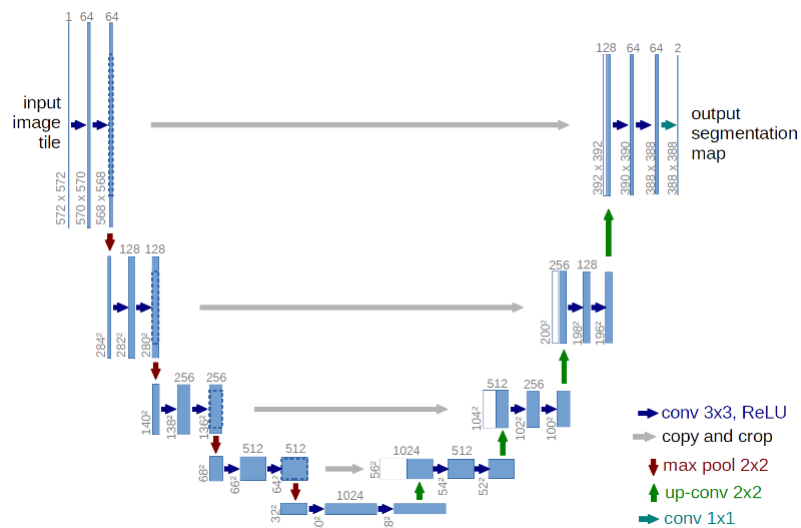 1 64 64
128 64 64 2
input
image
tile
output
segmentation
map
572 x 572
570 x 570
568 x 568
392 x 392
390 x 390
388 x 388
388 x 388
128 128
256 128
284²
282²
280²
200²
198²
196²
256 256
512 256
140²
138²
136²
104²
102²
100²
512 512
1024 512
68²
66²
64²
56²
54²
52²
1024
32²
0²
8²
conv 3x3, ReLU
copy and crop
max pool 2x2
up-conv 2x2
conv 1x1